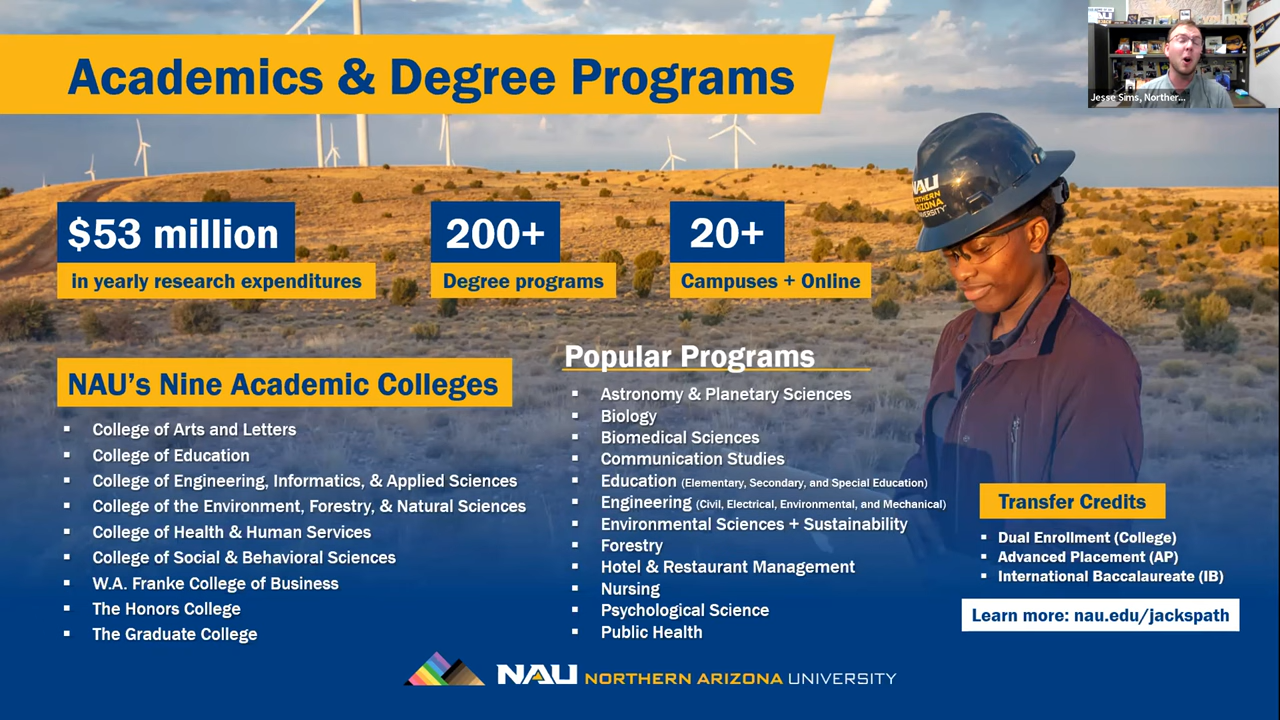 Academics & Degree Programs
Jesse Sims, Norther...
NAU
NORTHERN
ARIZONA
UNIVERSITY
$53 million
in yearly research expenditures
200+
Degree programs
20+
Campuses + Online
NAU's Nine Academic Colleges
▪ College of Arts and Letters
▪ College of Education
▪ College of Engineering, Informatics, & Applied Sciences
▪ College of the Environment, Forestry, & Natural Sciences
▪ College of Health & Human Services
▪ College of Social & Behavioral Sciences
▪ W.A. Franke College of Business
▪ The Honors College
▪ The Graduate College
Popular Programs
▪ Astronomy & Planetary Sciences
▪ Biology
▪ Biomedical Sciences
▪ Communication Studies
▪ Education (Elementary, Secondary, and Special Education)
▪ Engineering (Civil, Electrical, Environmental, and Mechanical)
▪ Environmental Sciences + Sustainability
▪ Forestry
▪ Hotel & Restaurant Management
▪ Nursing
▪ Psychological Science
▪ Public Health
Transfer Credits
▪ Dual Enrollment (College)
▪ Advanced Placement (AP)
▪ International Baccalaureate (IB)
Learn more: nau.edu/jackspath
NAU NORTHERN ARIZONA UNIVERSITY